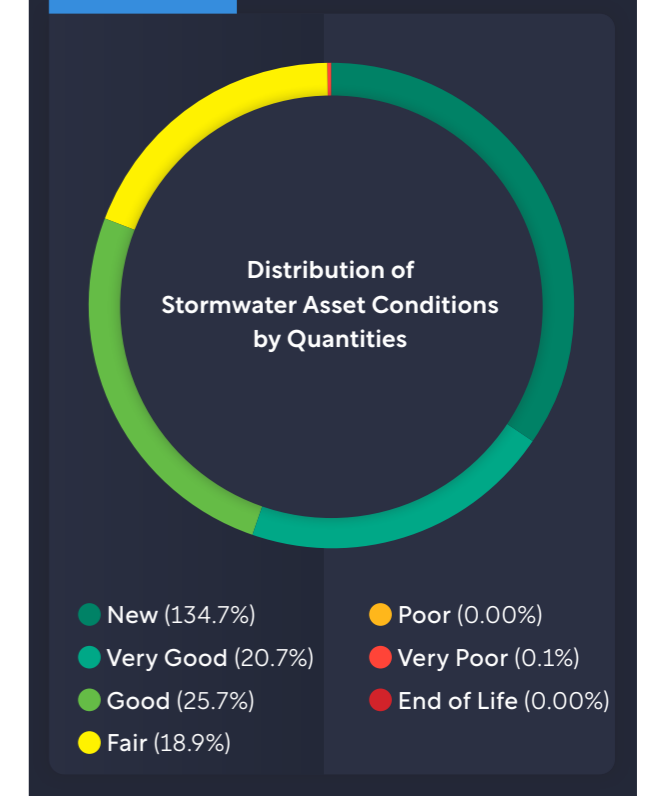 Distribution of
Stormwater Asset Conditions
by Quantities
New (134.7%)
Very Good (20.7%)
Good (25.7%)
Fair (18.9%)
Poor (0.00%)
Very Poor (0.1%)
End of Life (0.00%)